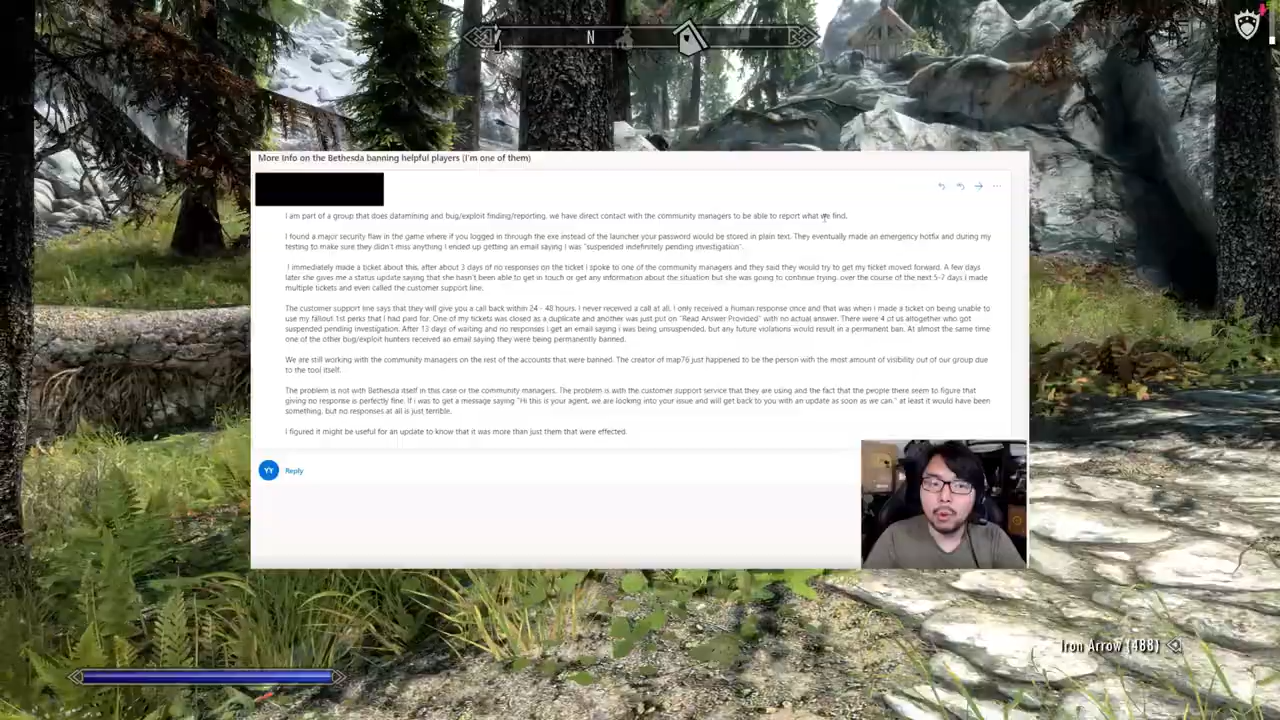 N
More Info on the Bethesda banning helpful players (I'm one of them)
I am part of a group that does datamining and bug/exploit finding/reporting, we have direct contact with the community managers to be able to report what we find.
I found a major security flaw in the game where if you logged in through the exe instead of the launcher your password would be stored in plain text. They eventually made an emergency hotfix and during my
testing to make sure they didn't miss anything I ended up getting an email saying i was "suspended indefinitely pending investigation".
I immediately made a ticket about this, after about 3 days of no responses on the ticket i spoke to one of the community managers and they said they would try to get my ticket moved forward. A few days
later she gives me a status update saying that she hasn't been able to get in touch or get any information about the situation but she was going to continue trying. over the course of the next 5-7 days i made
multiple tickets and even called the customer support line.
The customer support line says that they will give you a call back within 24 - 48 hours. I never received a call at all. I only received a human response once and that was when i made a ticket on being unable to
use my fallout 1st perks that I had paid for. One of my tickets was closed as a duplicate and another was just put on "Read Answer Provided" with no actual answer. There were 4 of us altogether who got
suspended pending investigation. After 13 days of waiting and no responses i get an email saying i was being unsuspended, but any future violations would result in a permanent ban. At almost the same time
one of the other bug/exploit hunters received an email saying they were being permanently banned.
We are still working with the community managers on the rest of the accounts that were banned. The creator of map76 just happened to be the person with the most amount of visibility out of our group due
to the tool itself.
The problem is not with Bethesda itself in this case or the community managers. The problem is with the customer support service that they are using and the fact that the people there seem to figure that
giving no response is perfectly fine. If i was to get a message saying "Hi this is your agent, we are looking into your issue and will get back to you with an update as soon as we can." at least it would have been
something, but no responses at all is just terrible.
I figured it might be useful for an update to know that it was more than just them that were effected.
YY
Reply
Iron Arrow (488)